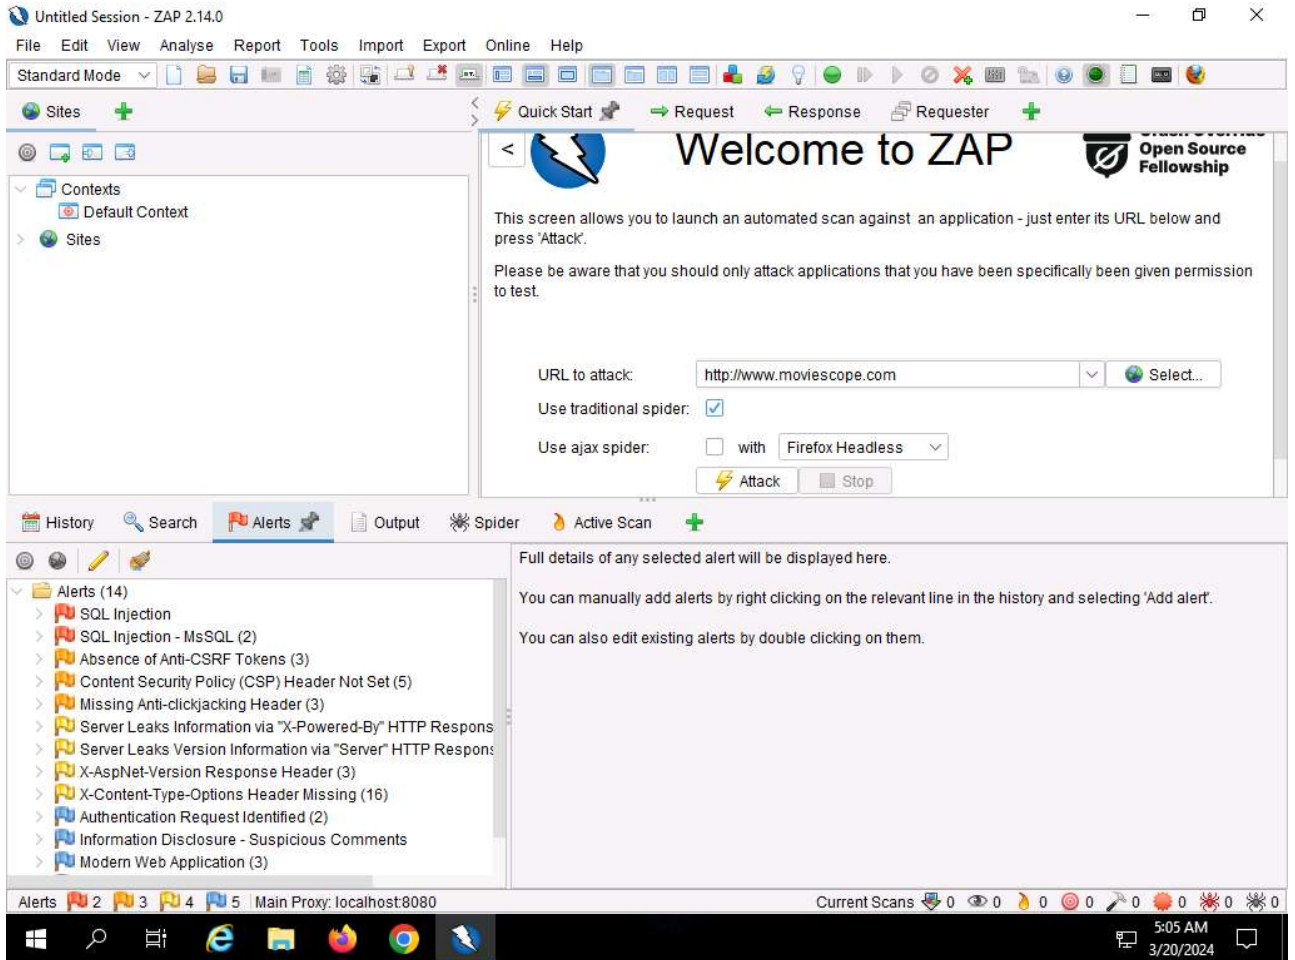 Untitled Session - ZAP 2.14.0
File Edit View Analyse Report Tools Import Export Online Help
Standard Mode
Sites
Quick Start Request Response Requester
< Welcome to ZAP
Open Source
Fellowship
Contexts
Default Context
Sites
This screen allows you to launch an automated scan against an application - just enter its URL below and
press 'Attack'.
Please be aware that you should only attack applications that you have been specifically been given permission
to test.
URL to attack: http://www.moviescope.com Select...
Use traditional spider:
Use ajax spider: with Firefox Headless
Attack Stop
History Search Alerts Output Spider Active Scan
Alerts (14)
SQL Injection
SQL Injection - MsSQL (2)
Absence of Anti-CSRF Tokens (3)
Content Security Policy (CSP) Header Not Set (5)
Missing Anti-clickjacking Header (3)
Server Leaks Information via "X-Powered-By" HTTP Respons
Server Leaks Version Information via "Server" HTTP Respons
X-AspNet-Version Response Header (3)
X-Content-Type-Options Header Missing (16)
Authentication Request Identified (2)
Information Disclosure - Suspicious Comments
Modern Web Application (3)
Full details of any selected alert will be displayed here.
You can manually add alerts by right clicking on the relevant line in the history and selecting 'Add alert'.
You can also edit existing alerts by double clicking on them.
Alerts 2 3 4 5 Main Proxy: localhost:8080
Current Scans 0 0 0 0 0 0 0 0
5:05 AM
3/20/2024